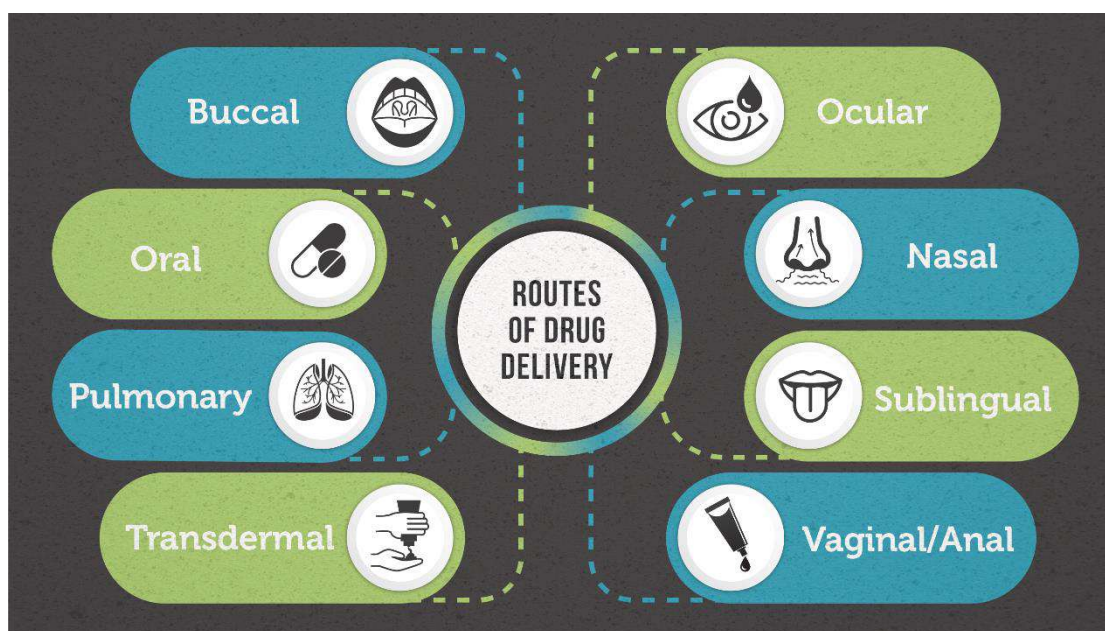 Buccal
Oral
Pulmonary
Transdermal
ROUTES
OF DRUG
DELIVERY
Ocular
Nasal
Sublingual
Vaginal/Anal